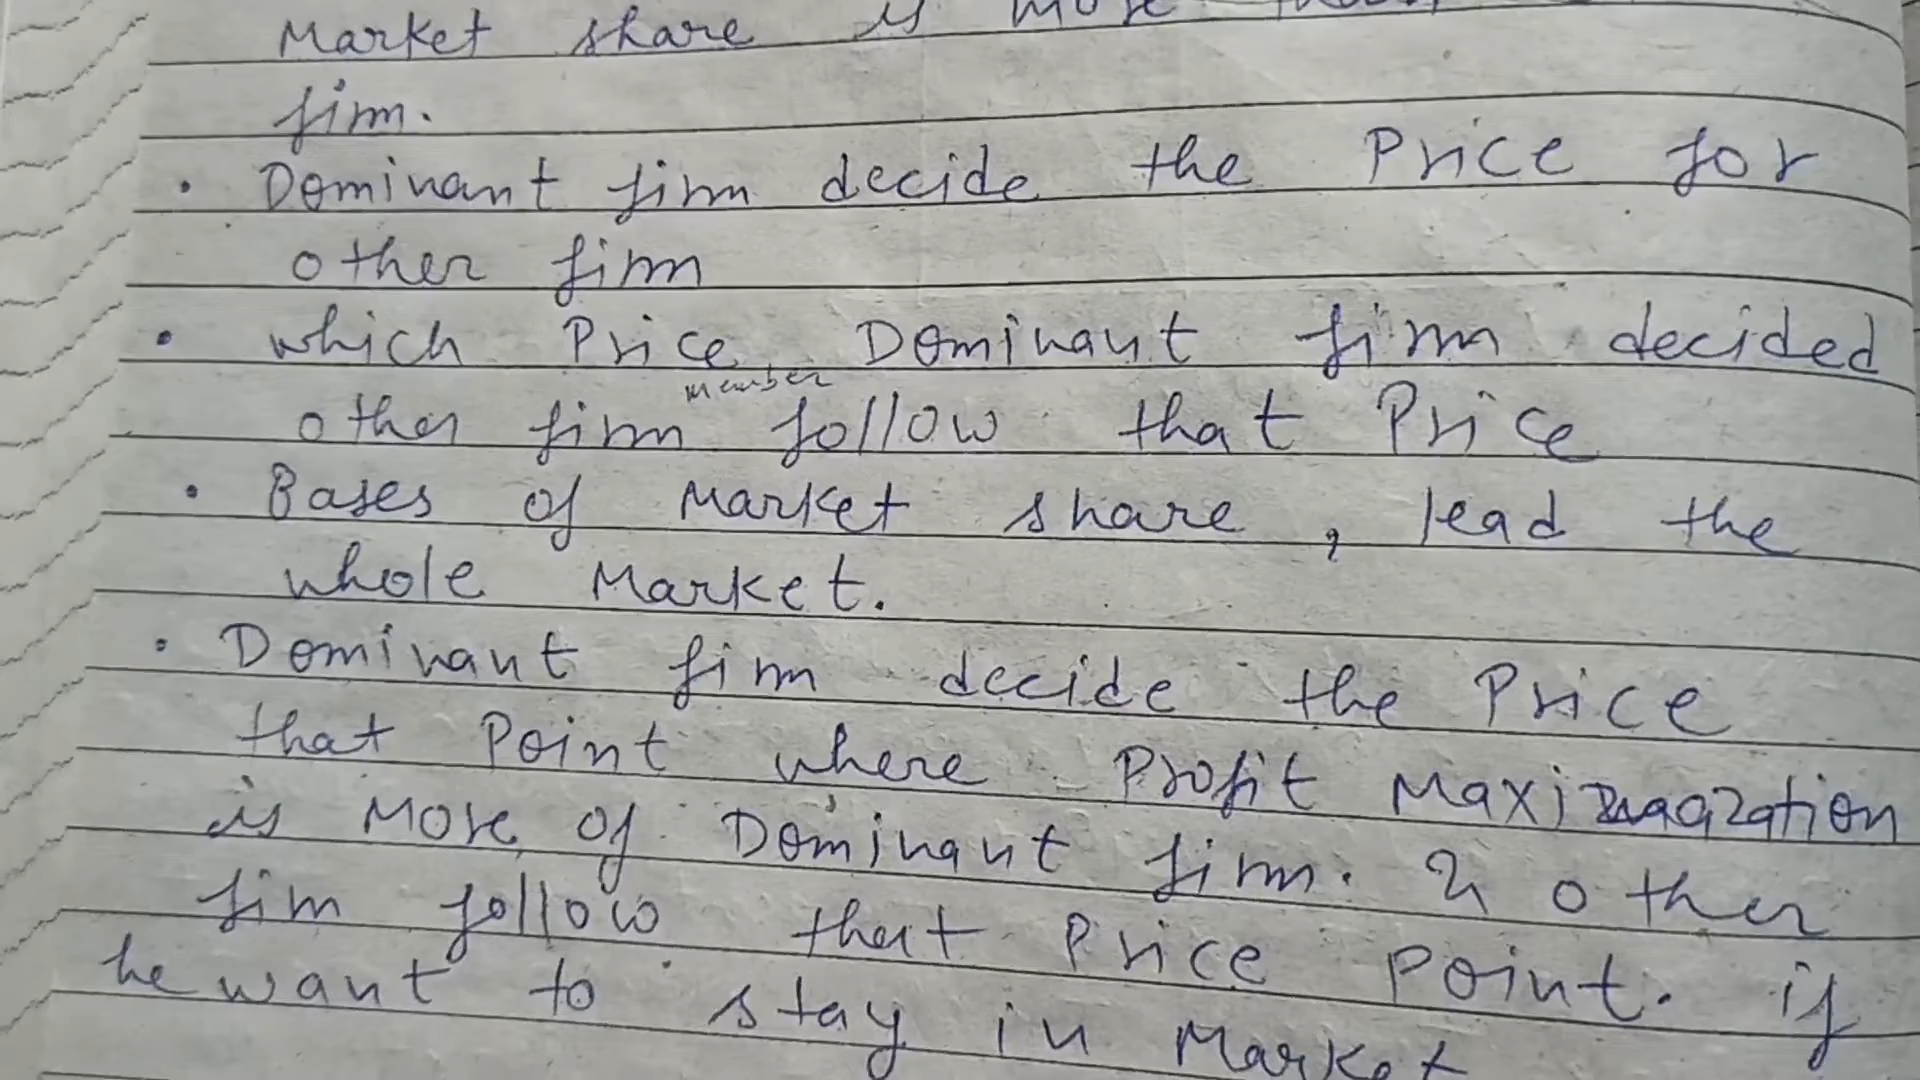 Market share is more than
firm.
• Dominant firm decide the Price for
other firm
• which Price Dominant firm decided
member
other firm follow that Price
• Bases of Market share, lead the
whole Market.
• Dominant firm decide the Price
that Point where Profit
is More of Dominant firm. & other
firm follow that Price Point. if
he want to stay in Market